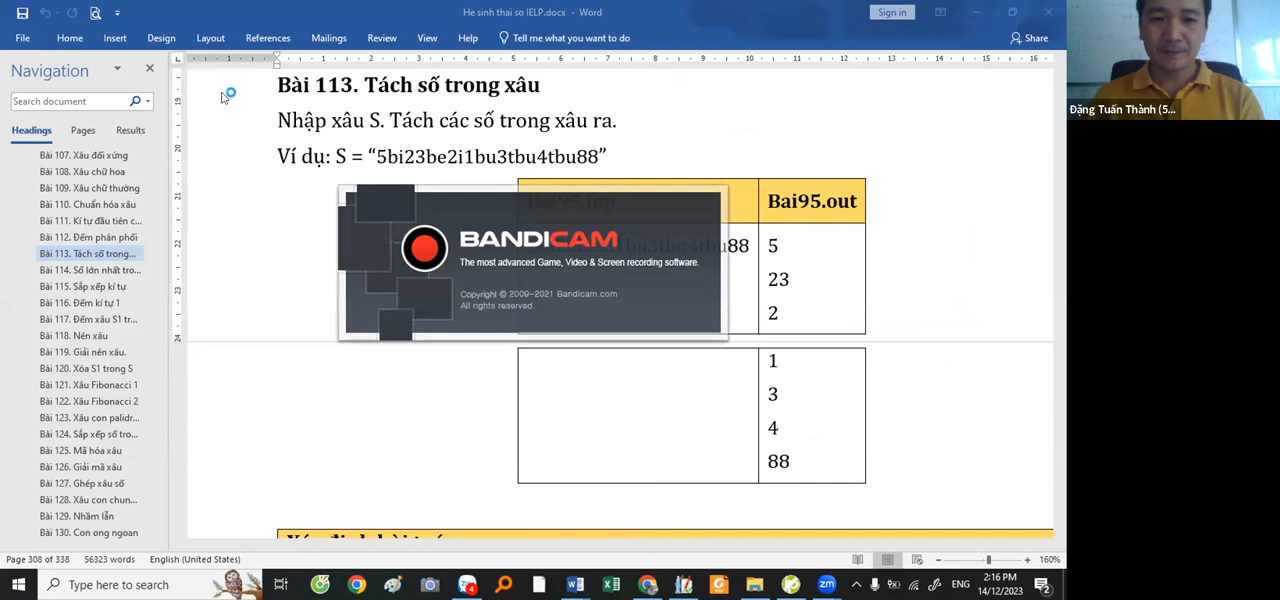 He sinh thai so IELP.docx - Word
Sign in
File Home Insert Design Layout References Mailings Review View Help Tell me what you want to do Share
Navigation
Search document
Headings Pages Results
Bài 107. Xâu đối xứng
Bài 108. Xâu chữ hoa
Bài 109. Xâu chữ thường
Bài 110. Chuẩn hóa xâu
Bài 111. Kí tự đầu tiên c...
Bài 112. Đếm phân phối
Bài 113. Tách số trong...
Bài 114. Số lớn nhất tro...
Bài 115. Sắp xếp kí tự
Bài 116. Đếm kí tự 1
Bài 117. Đếm xâu S1 tr...
Bài 118. Nén xâu
Bài 119. Giải nén xâu.
Bài 120. Xóa S1 trong S
Bài 121. Xâu Fibonacci 1
Bài 122. Xâu Fibonacci 2
Bài 123. Xâu con palidr...
Bài 124. Sắp xếp số tro...
Bài 125. Mã hóa xâu
Bài 126. Giải mã xâu
Bài 127. Ghép xâu số
Bài 128. Xâu con chun...
Bài 129. Nhầm lẫn
Bài 130. Con ong ngoan
Bài 113. Tách số trong xâu
Nhập xâu S. Tách các số trong xâu ra.
Ví dụ: S = “5bi23be2i1bu3tbu4tbu88”
Bai95.out
bu3tbu4tbu88
5
23
2
1
3
4
88
BANDICAM
The most advanced Game, Video & Screen recording software.
Copyright © 2009-2021 Bandicam.com
All rights reserved.
Đặng Tuấn Thành (5...
Page 308 of 338 56323 words English (United States)
160%
Type here to search
ENG
2:16 PM
14/12/2023